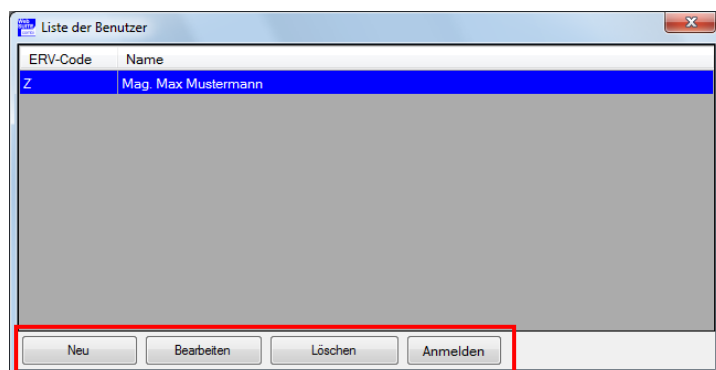 Liste der Benutzer
ERV-Code Name
Z Mag. Max Mustermann
Neu Bearbeiten Löschen Anmelden